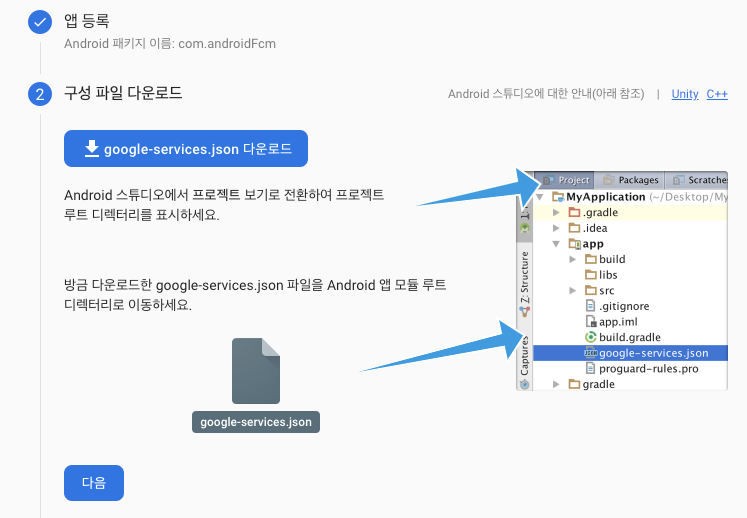 앱 등록
Android 패키지 이름: com.androidFcm
2 구성 파일 다운로드
Android 스튜디오에 대한 안내(아래 참조) | Unity C++
google-services.json 다운로드
Android 스튜디오에서 프로젝트 보기로 전환하여 프로젝트
루트 디렉터리를 표시하세요.
방금 다운로드한 google-services.json 파일을 Android 앱 모듈 루트
디렉터리로 이동하세요.
google-services.json
다음
Project Packages Scratches
MyApplication (~/Desktop/My
.gradle
.idea
app
build
libs
src
.gitignore
app.iml
build.gradle
google-services.json
proguard-rules.pro
gradle
1:
Z: Structure
Captures